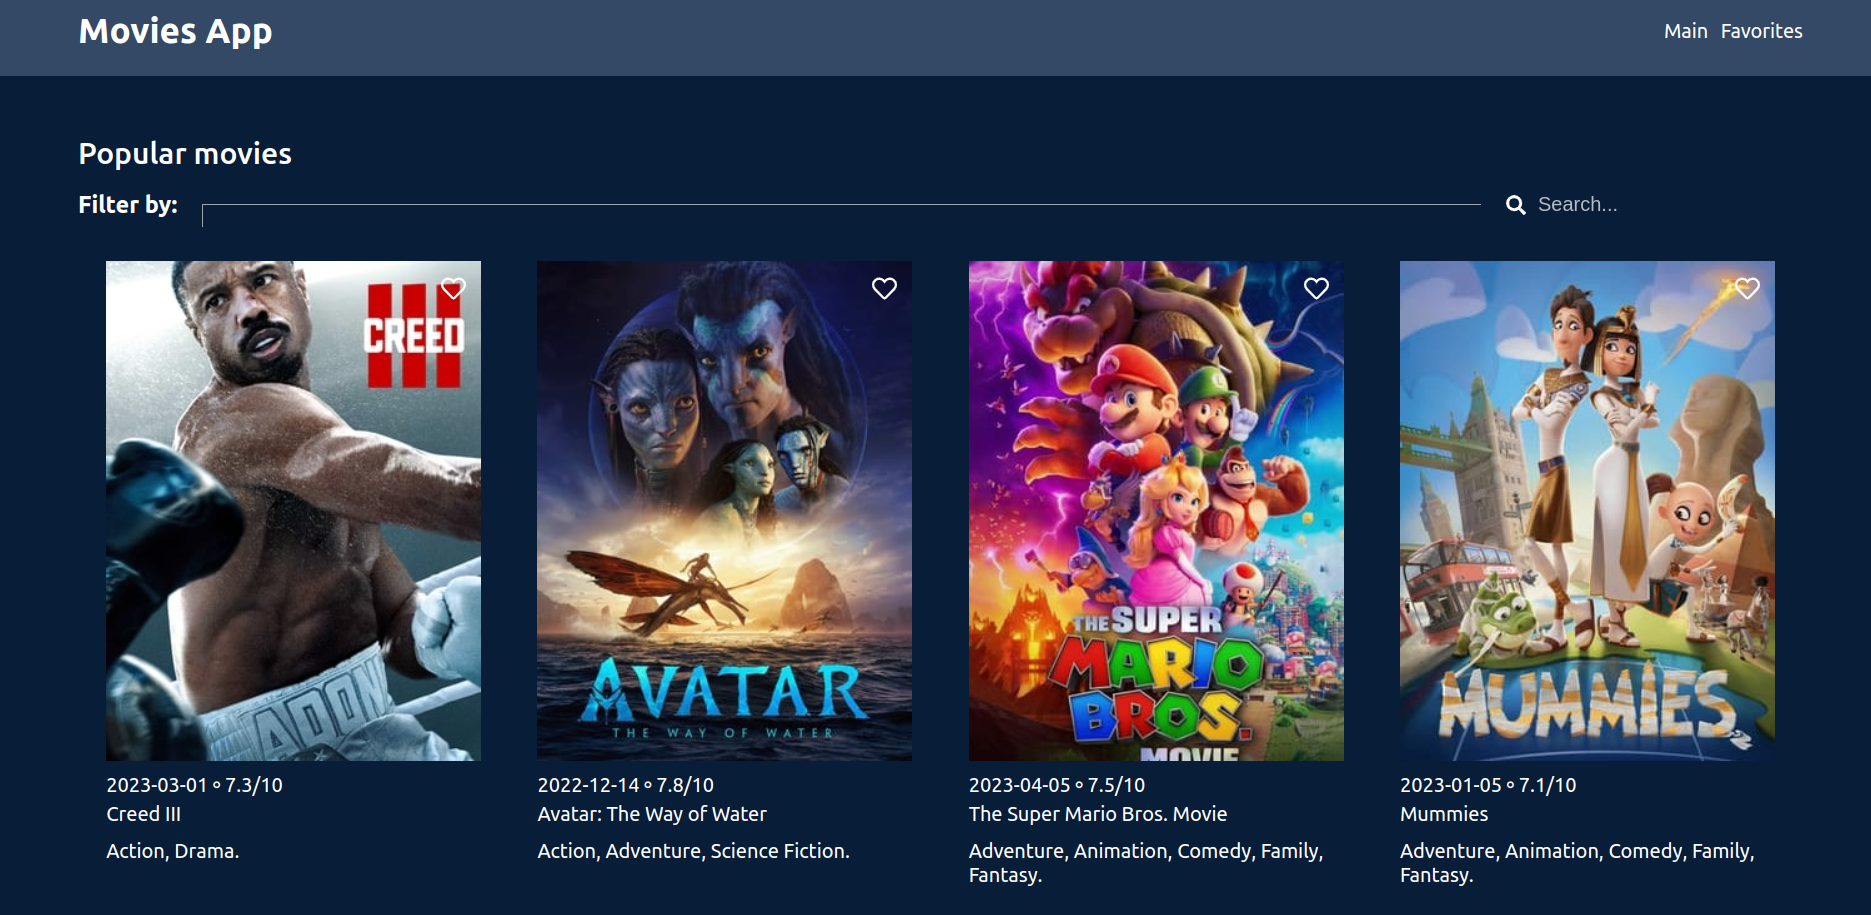 Movies App
Main Favorites
Popular movies
Filter by:
Search...
CREED
III
ADON
AVATAR
THE WAY OF WATER
THE SUPER
MARIO
BROS.
MOVIE
MUMMIES
2023-03-01 ∘ 7.3/10
Creed III
Action, Drama.
2022-12-14 ∘ 7.8/10
Avatar: The Way of Water
Action, Adventure, Science Fiction.
2023-04-05 ∘ 7.5/10
The Super Mario Bros. Movie
Adventure, Animation, Comedy, Family,
Fantasy.
2023-01-05 ∘ 7.1/10
Mummies
Adventure, Animation, Comedy, Family,
Fantasy.